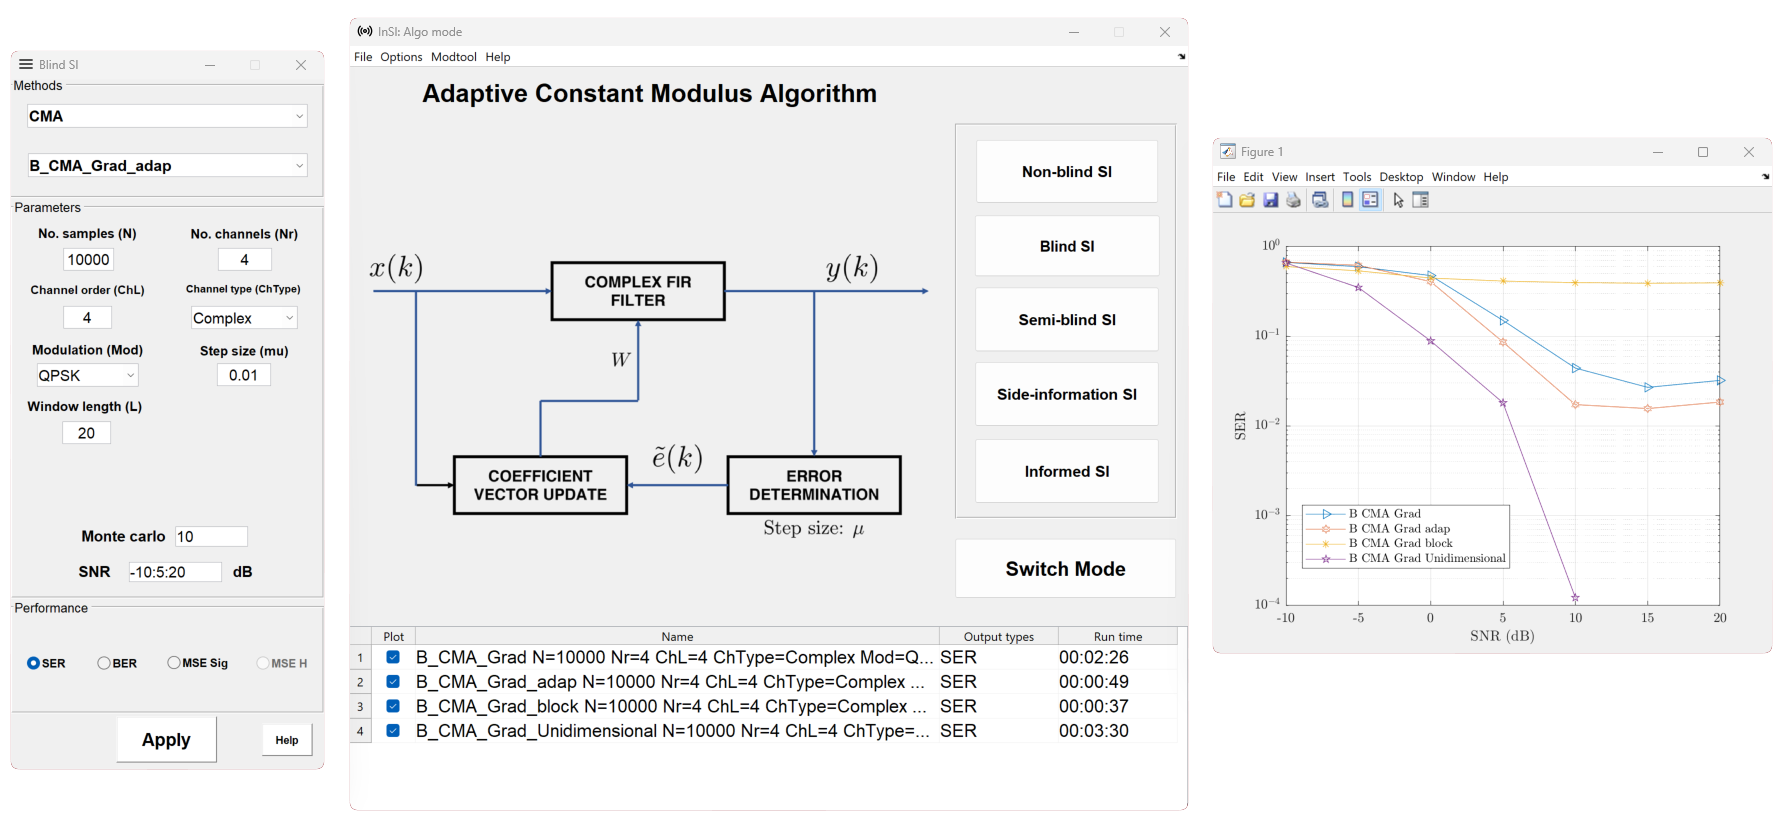 Blind SI
Methods
CMA
B_CMA_Grad_adap
Parameters
No. samples (N)
No. channels (Nr)
10000
4
Channel order (ChL)
Channel type (ChType)
4
Complex
Modulation (Mod)
Step size (mu)
QPSK
0.01
Window length (L)
20
Monte carlo 10
SNR -10:5:20 dB
Performance
SER BER MSE Sig MSE H
Apply
Help
InSI: Algo mode
File Options Modtool Help
Adaptive Constant Modulus Algorithm
x(k)
COMPLEX FIR
FILTER
y(k)
W
COEFFICIENT
VECTOR UPDATE
ẽ(k)
ERROR
DETERMINATION
Step size: μ
Non-blind SI
Blind SI
Semi-blind SI
Side-information SI
Informed SI
Switch Mode
Plot Name Output types Run time
1 B_CMA_Grad N=10000 Nr=4 ChL=4 ChType=Complex Mod=Q... SER 00:02:26
2 B_CMA_Grad_adap N=10000 Nr=4 ChL=4 ChType=Complex ... SER 00:00:49
3 B_CMA_Grad_block N=10000 Nr=4 ChL=4 ChType=Complex ... SER 00:00:37
4 B_CMA_Grad_Unidimensional N=10000 Nr=4 ChL=4 ChType=... SER 00:03:30
Figure 1
File Edit View Insert Tools Desktop Window Help
10⁰
10⁻¹
10⁻²
10⁻³
10⁻⁴
SER
B CMA Grad
B CMA Grad adap
B CMA Grad block
B CMA Grad Unidimensional
-10 -5 0 5 10 15 20
SNR (dB)